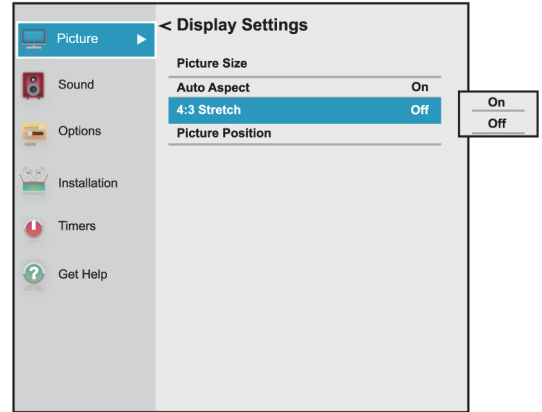 < Display Settings
Picture
Picture Size
Sound
Auto Aspect On
4:3 Stretch Off
On
Off
Options
Picture Position
Installation
Timers
Get Help